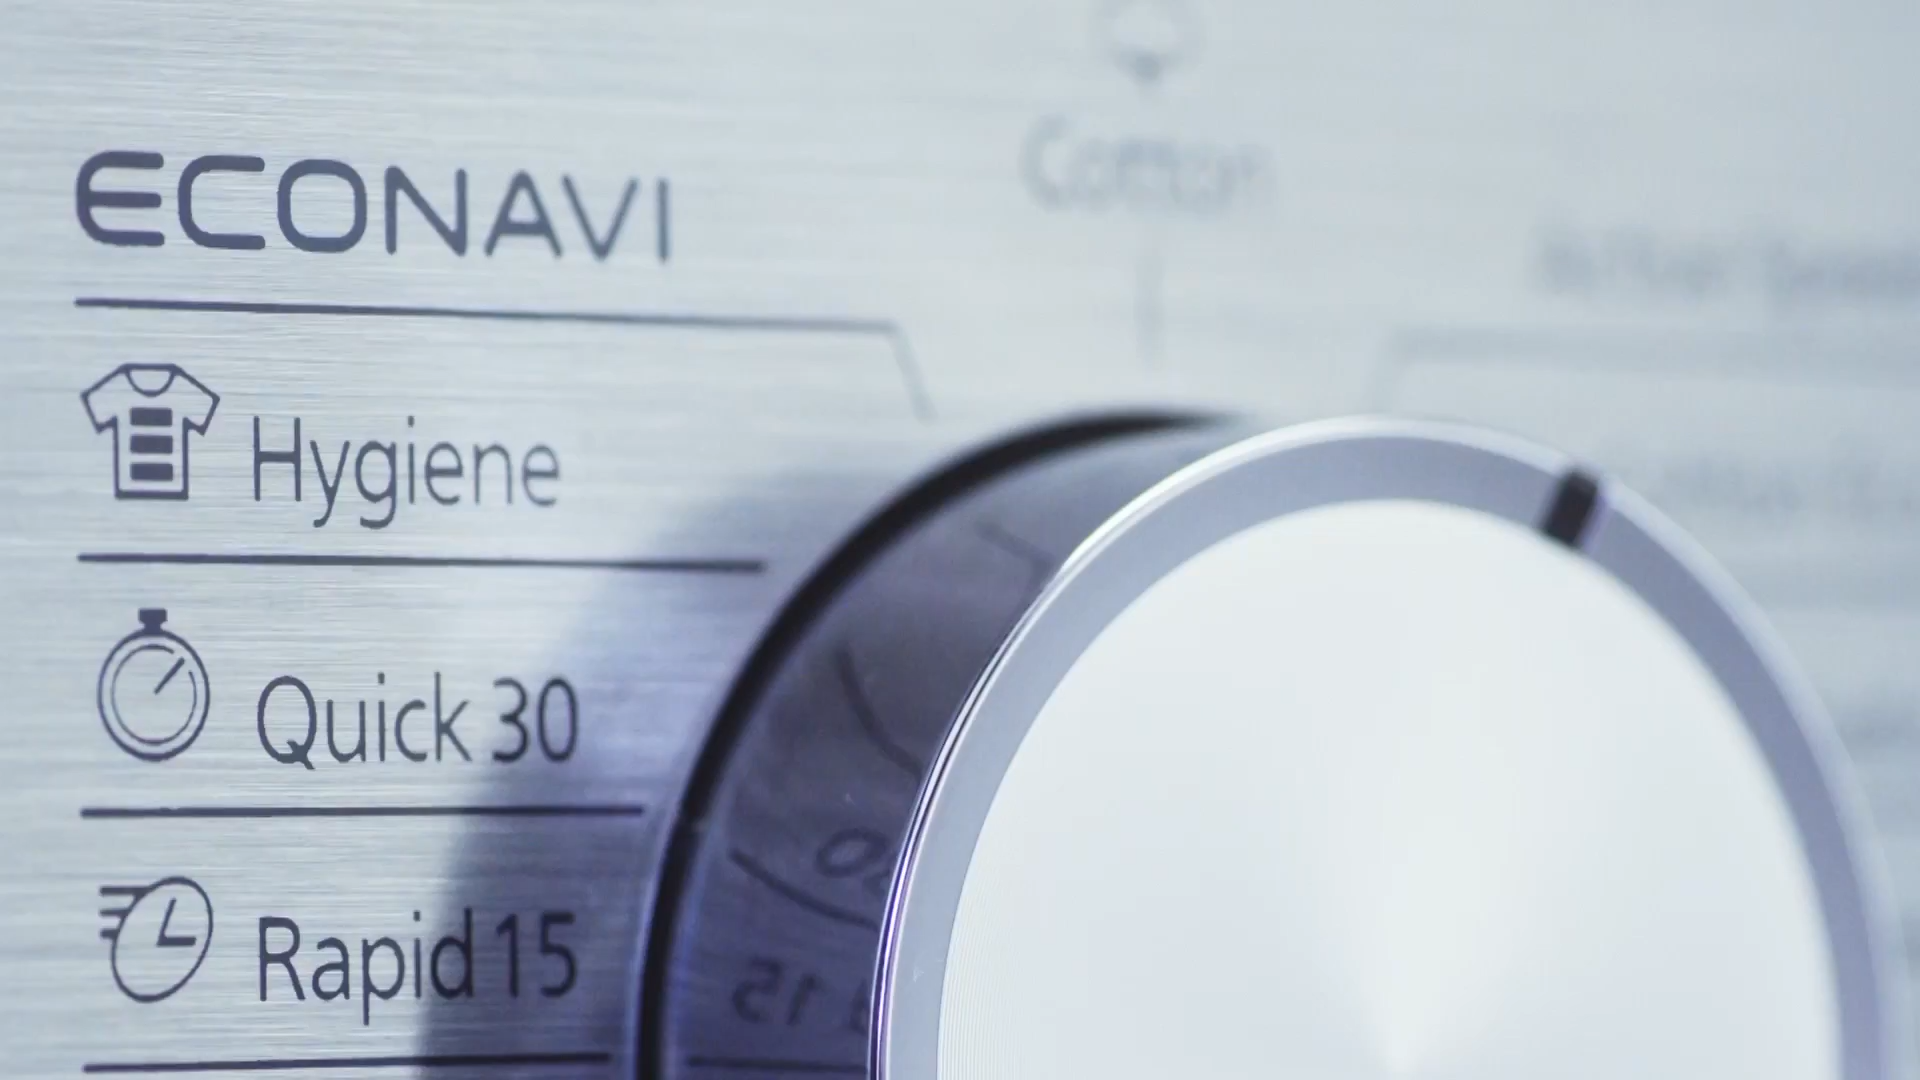 ECONAVI
Cotton
Hygiene
Quick 30
Rapid 15